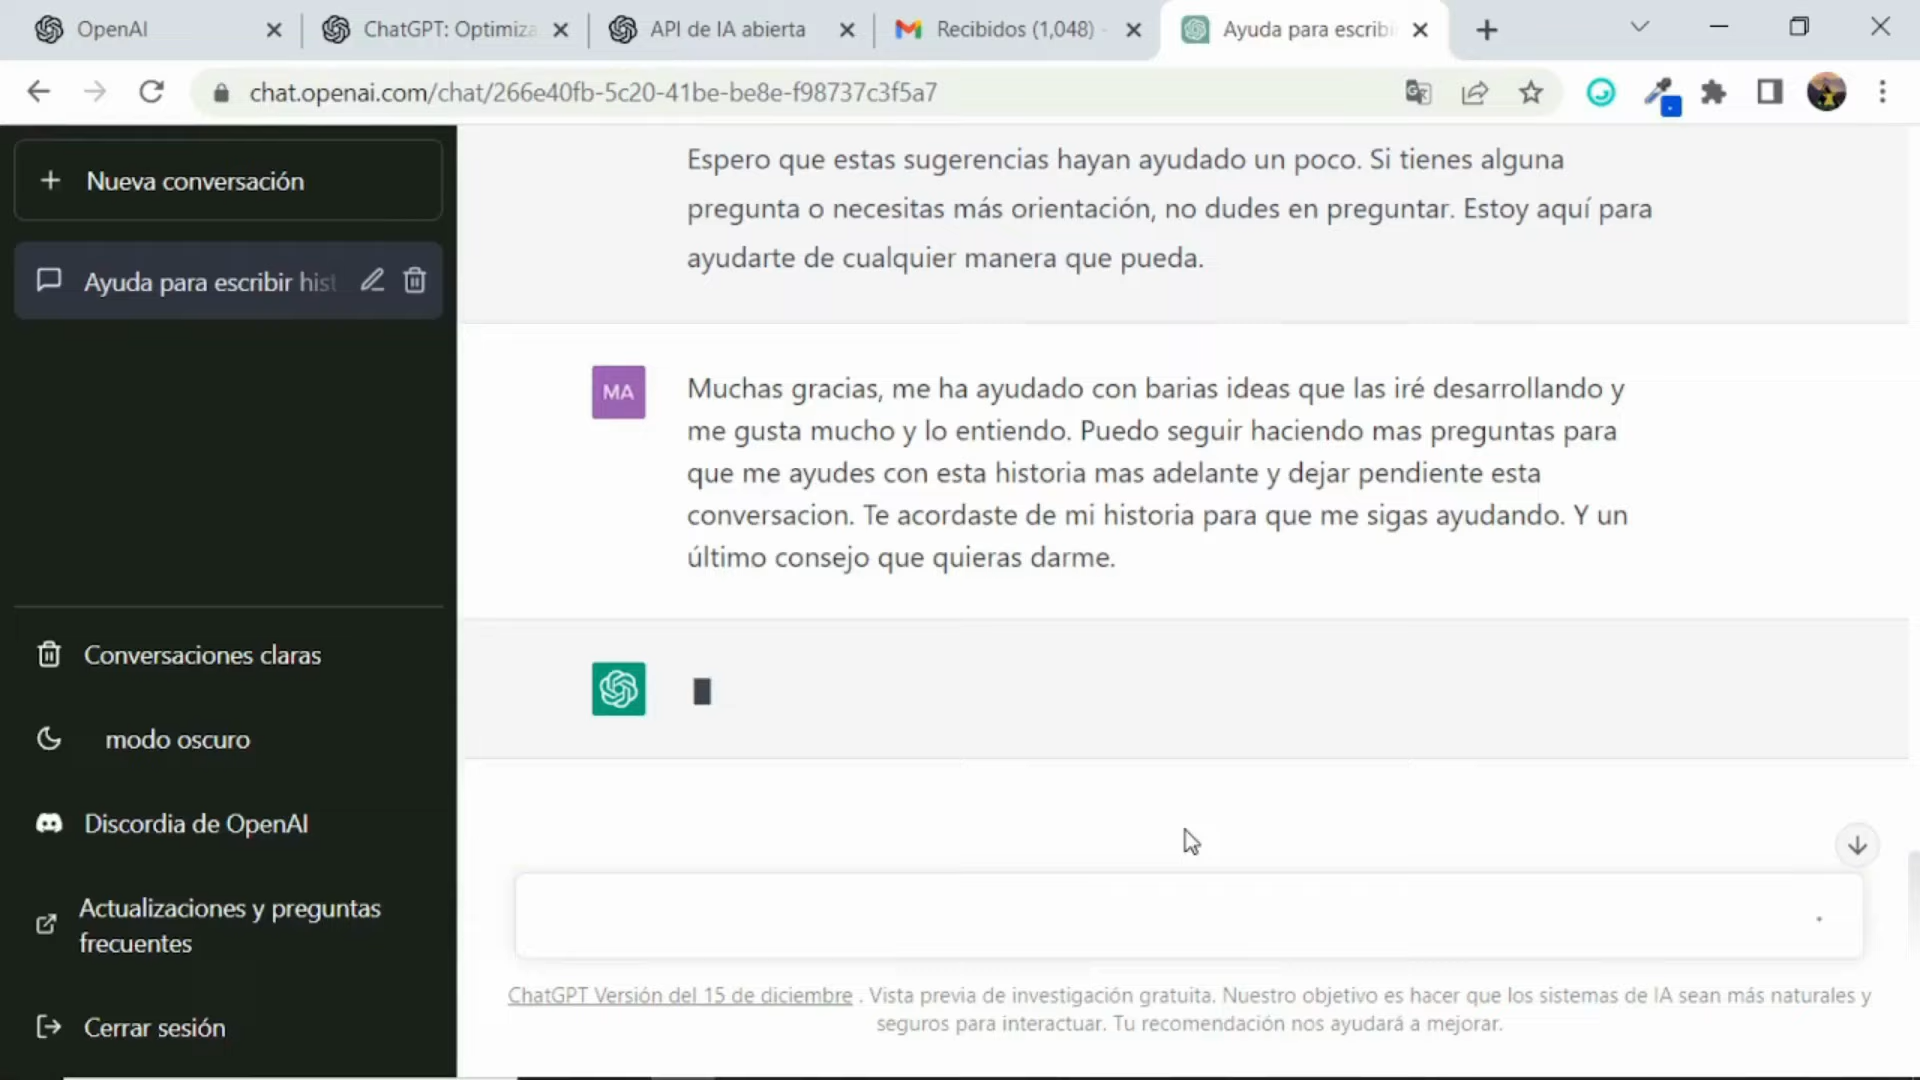 OpenAI
ChatGPT: Optimiza
API de IA abierta
Recibidos (1,048) -
Ayuda para escribi
chat.openai.com/chat/266e40fb-5c20-41be-be8e-f98737c3f5a7
Nueva conversación
Ayuda para escribir hist
Conversaciones claras
modo oscuro
Discordia de OpenAI
Actualizaciones y preguntas
frecuentes
Cerrar sesión
Espero que estas sugerencias hayan ayudado un poco. Si tienes alguna
pregunta o necesitas más orientación, no dudes en preguntar. Estoy aquí para
ayudarte de cualquier manera que pueda.
MA
Muchas gracias, me ha ayudado con barias ideas que las iré desarrollando y
me gusta mucho y lo entiendo. Puedo seguir haciendo mas preguntas para
que me ayudes con esta historia mas adelante y dejar pendiente esta
conversacion. Te acordaste de mi historia para que me sigas ayudando. Y un
último consejo que quieras darme.
ChatGPT Versión del 15 de diciembre . Vista previa de investigación gratuita. Nuestro objetivo es hacer que los sistemas de IA sean más naturales y
seguros para interactuar. Tu recomendación nos ayudará a mejorar.